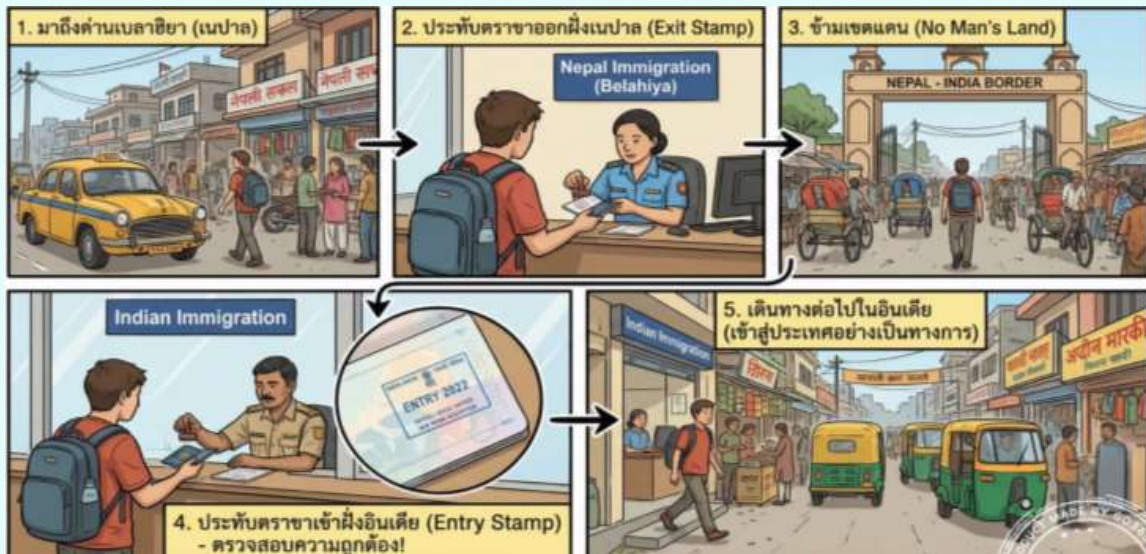 1. มาถึงด่านเบลาฮิยา (เนปาล)
2. ประทับตราขาออกฝั่งเนปาล (Exit Stamp)
Nepal Immigration
(Belahiya)
3. ข้ามเขตแดน (No Man's Land)
NEPAL - INDIA BORDER
Indian Immigration
ENTRY 2022
4. ประทับตราขาเข้าฝั่งอินเดีย (Entry Stamp)
- ตรวจสอบความถูกต้อง!
5. เดินทางต่อไปในอินเดีย
(เข้าสู่ประเทศอย่างเป็นทางการ)
Indian Immigration